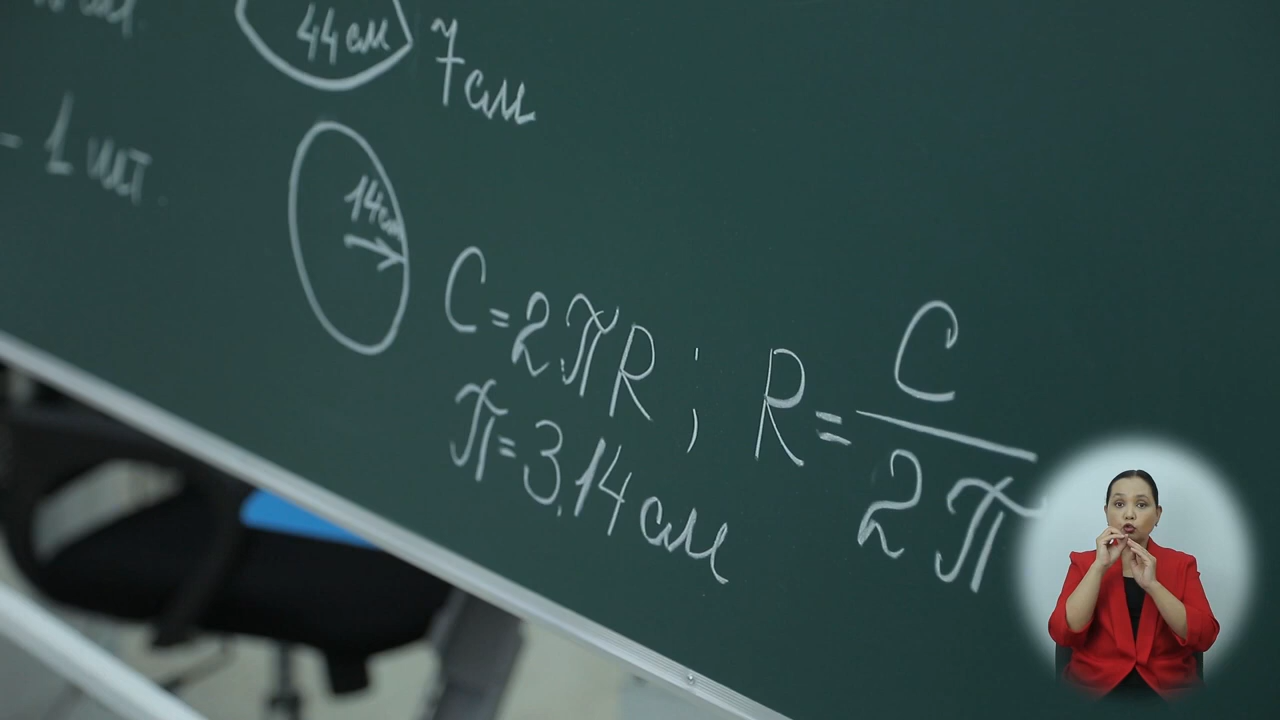 44 см
7 см
- 1 шт.
14 см
C = 2πR ; R = C / 2π
π = 3,14 см